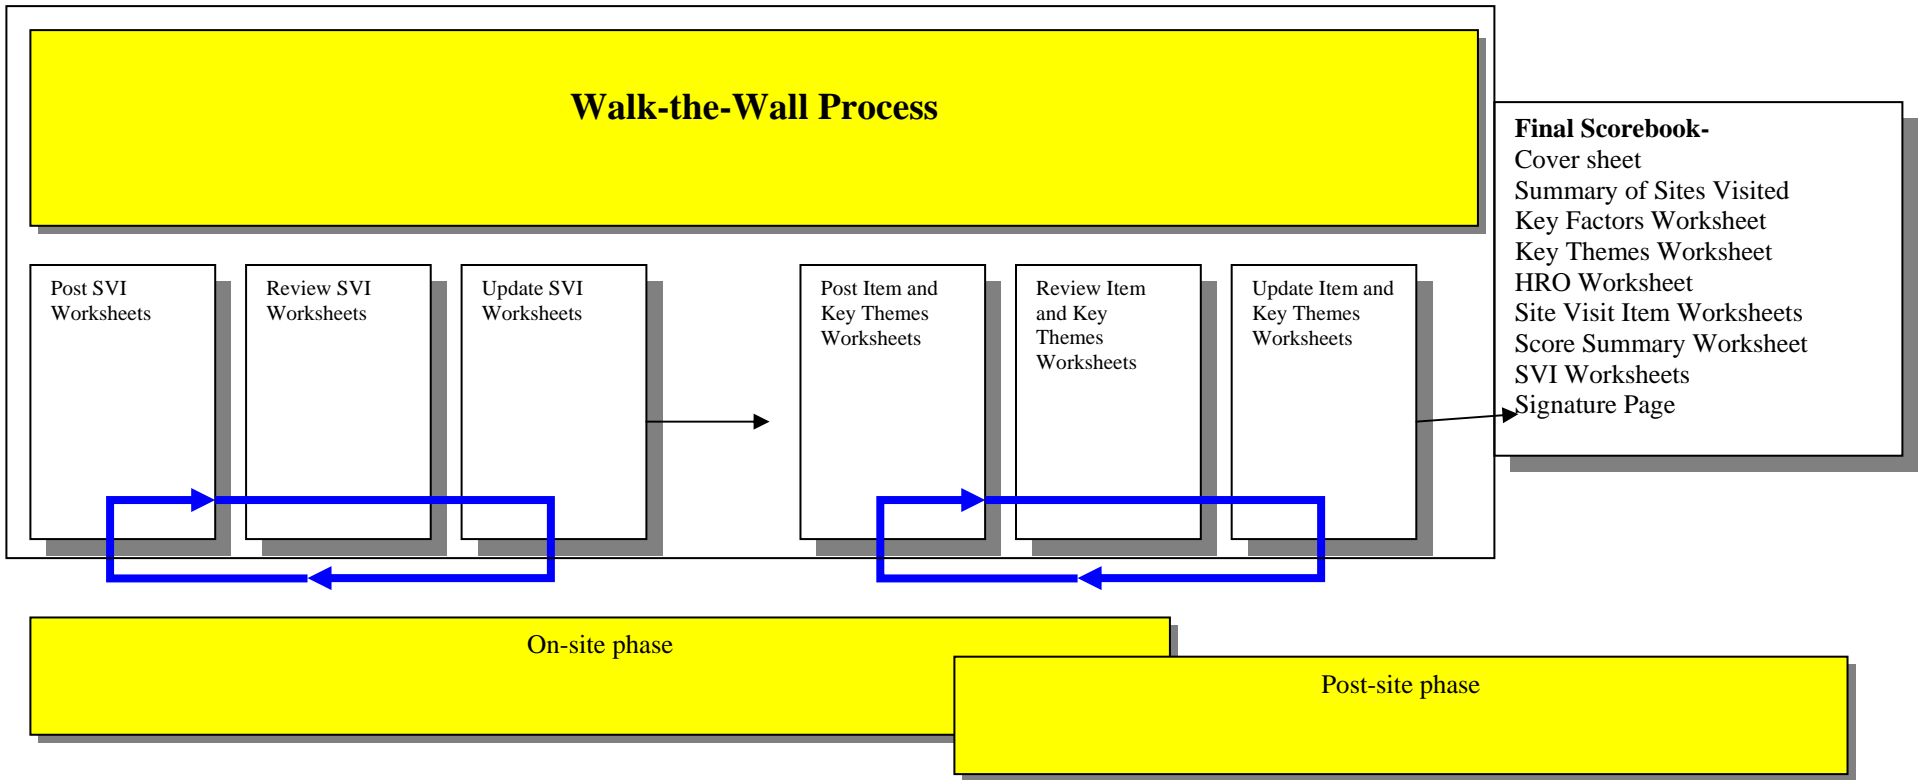 Walk-the-Wall Process
Final Scorebook-
Cover sheet
Summary of Sites Visited
Key Factors Worksheet
Key Themes Worksheet
HRO Worksheet
Site Visit Item Worksheets
Score Summary Worksheet
SVI Worksheets
Signature Page
Post SVI
Worksheets
Review SVI
Worksheets
Update SVI
Worksheets
Post Item and
Key Themes
Worksheets
Review Item
and Key
Themes
Worksheets
Update Item and
Key Themes
Worksheets
On-site phase
Post-site phase